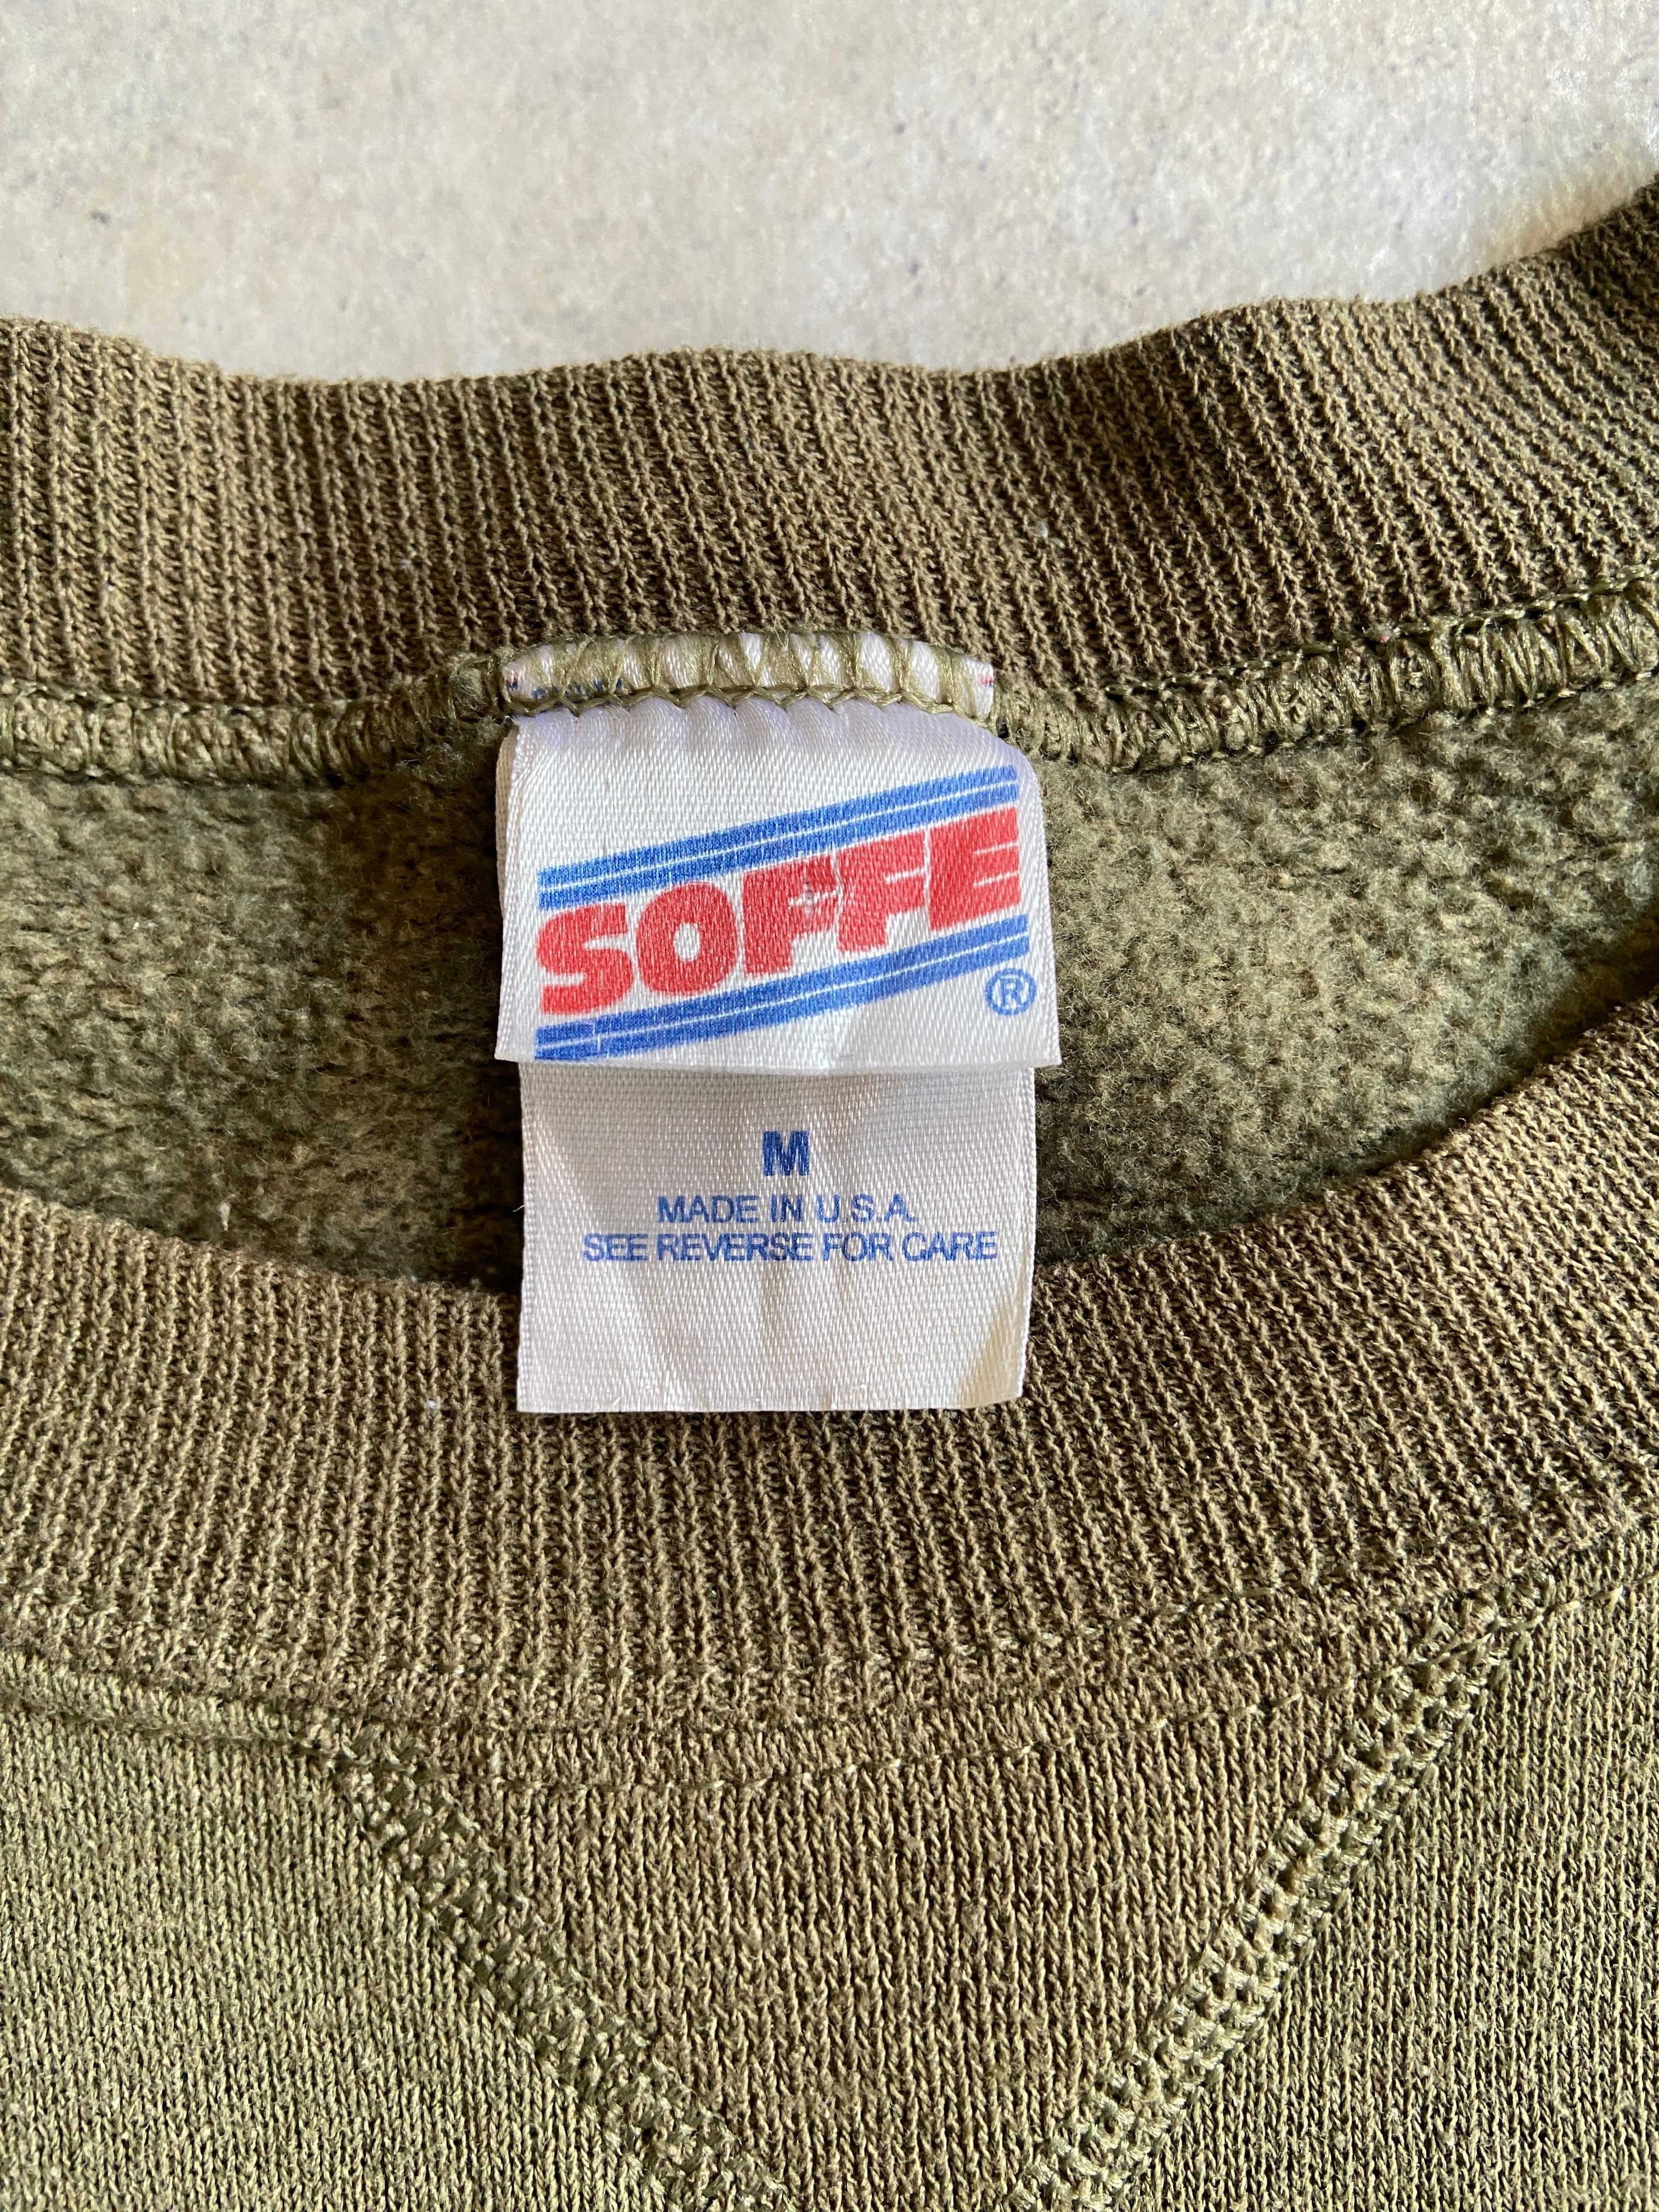 SOFFE
®
M
MADE IN U.S.A.
SEE REVERSE FOR CARE